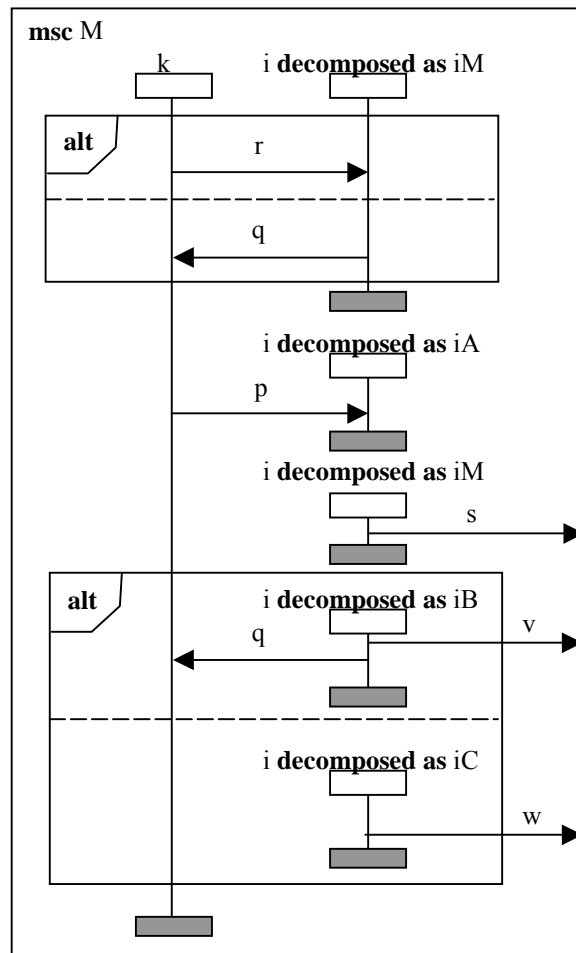 msc M
k
i decomposed as iM
alt
r
q
i decomposed as iA
p
i decomposed as iM
s
alt
i decomposed as iB
v
q
i decomposed as iC
w